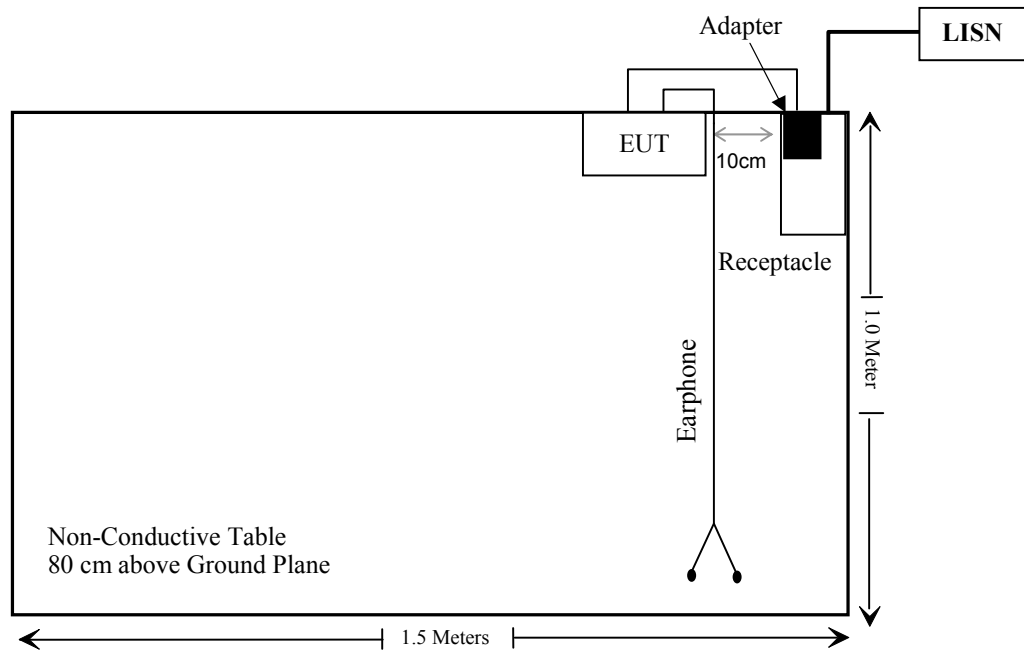 Adapter
LISN
EUT
10cm
Receptacle
1.0 Meter
Earphone
Non-Conductive Table
80 cm above Ground Plane
1.5 Meters